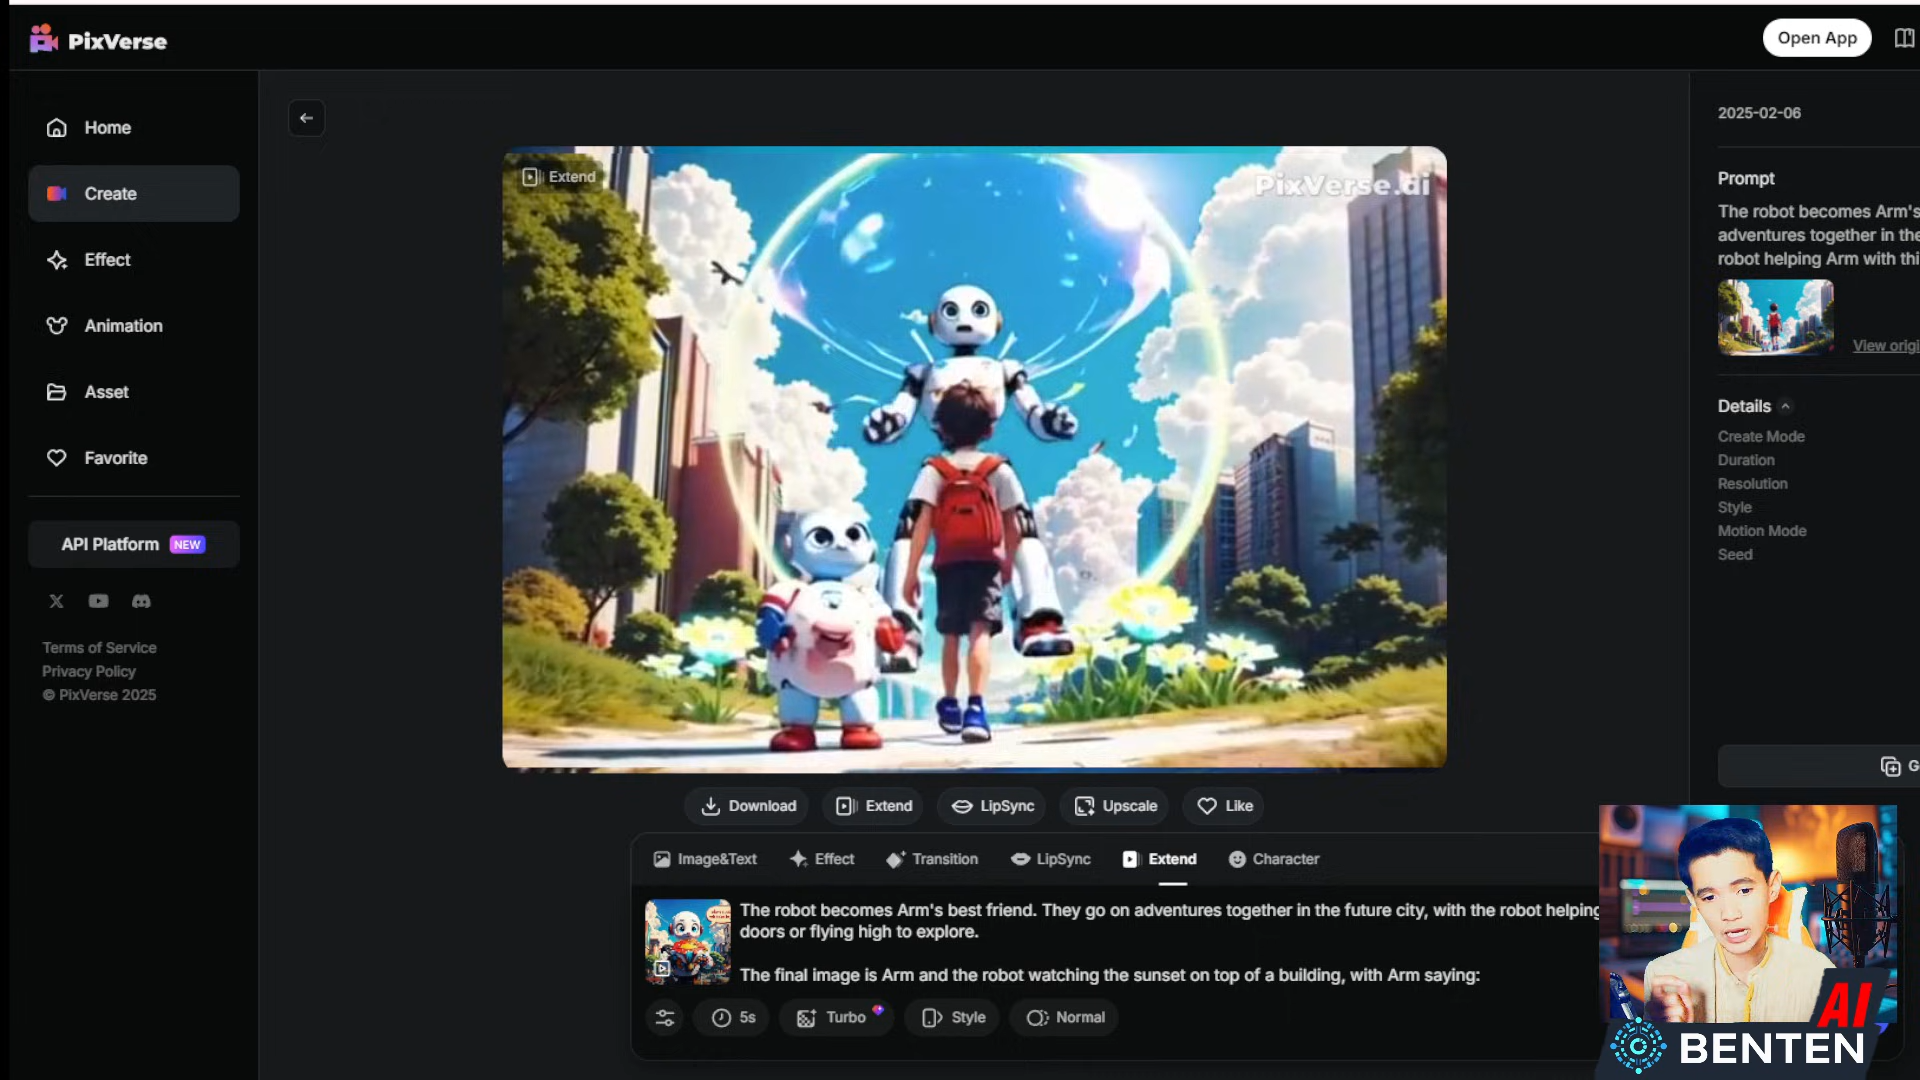 PixVerse
Open App
Home
Create
Effect
Animation
Asset
Favorite
API Platform NEW
Terms of Service
Privacy Policy
© PixVerse 2025
Extend
PixVerse.ai
2025-02-06
Prompt
The robot becomes Arm's
adventures together in the
robot helping Arm with thi
View origi
Details
Create Mode
Duration
Resolution
Style
Motion Mode
Seed
G
Download Extend LipSync Upscale Like
Image&Text Effect Transition LipSync Extend Character
The robot becomes Arm's best friend. They go on adventures together in the future city, with the robot helping
doors or flying high to explore.
The final image is Arm and the robot watching the sunset on top of a building, with Arm saying:
5s Turbo Style Normal
AI
BENTEN